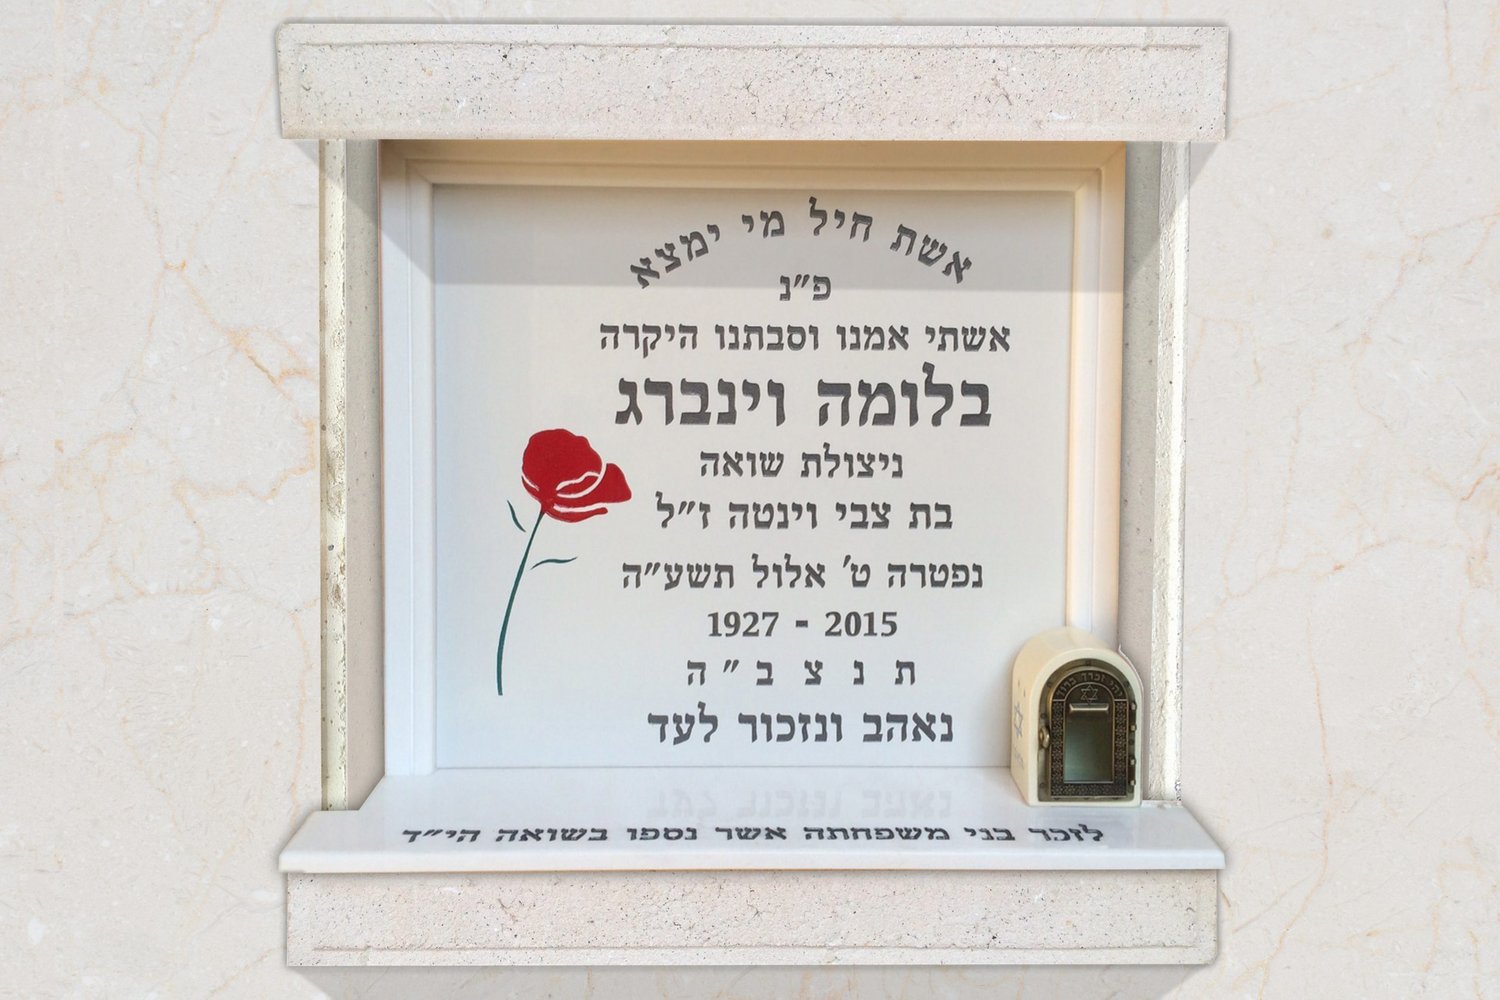 אשת חיל מי ימצא
פ"נ
אשתי אמנו וסבתנו היקרה
בלומה וינברג
ניצולת שואה
בת צבי וינטה ז"ל
נפטרה ט' אלול תשע"ה
1927 - 2015
ת נ צ ב " ה
נאהב ונזכור לעד
לזכר בני משפחתה אשר נספו בשואה הי"ד